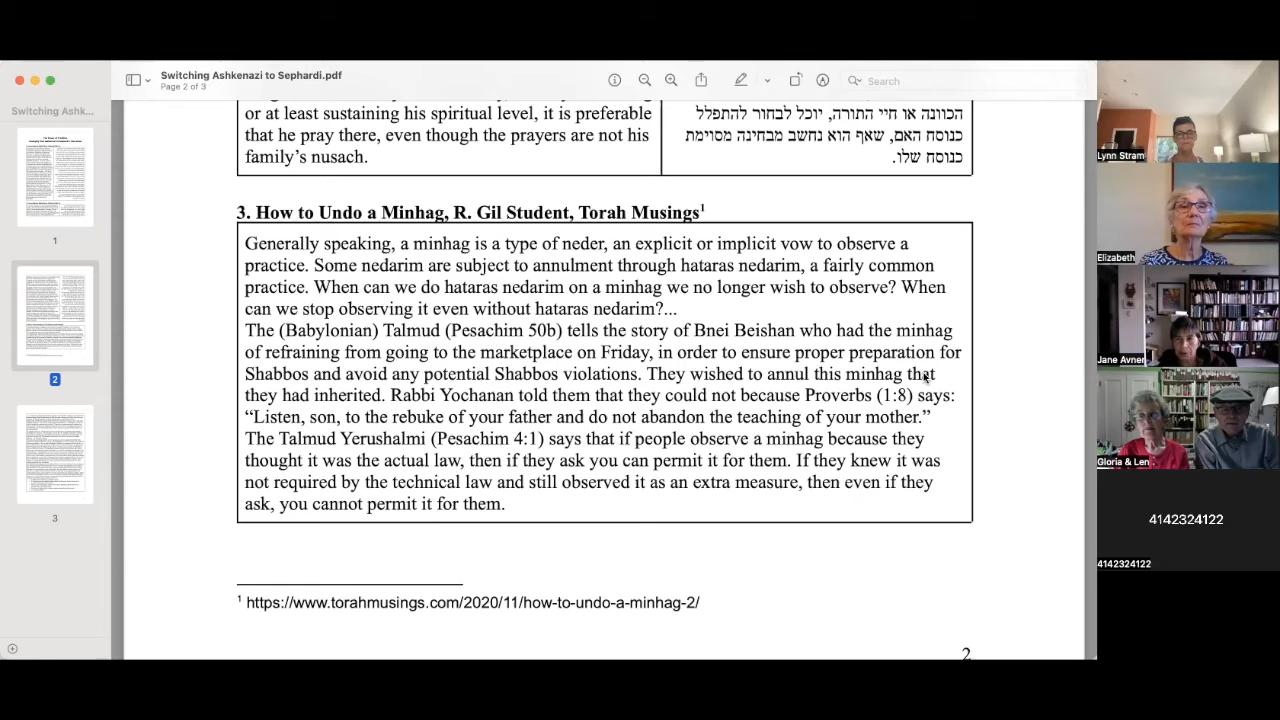 Switching Ashkenazi to Sephardi.pdf
Page 2 of 3
Search
Switching Ashk...
1
2
3
or at least sustaining his spiritual level, it is preferable
that he pray there, even though the prayers are not his
family's nusach.
הכוונה או חיי התורה, יוכל לבחור להתפלל
כנוסח האם, שאף הוא נחשב מבחינה מסוימת
כנוסח שלו.
3. How to Undo a Minhag, R. Gil Student, Torah Musings1
Generally speaking, a minhag is a type of neder, an explicit or implicit vow to observe a
practice. Some nedarim are subject to annulment through hataras nedarim, a fairly common
practice. When can we do hataras nedarim on a minhag we no longer wish to observe? When
can we stop observing it even without hataras nedarim?...
The (Babylonian) Talmud (Pesachim 50b) tells the story of Bnei Beishan who had the minhag
of refraining from going to the marketplace on Friday, in order to ensure proper preparation for
Shabbos and avoid any potential Shabbos violations. They wished to annul this minhag that
they had inherited. Rabbi Yochanan told them that they could not because Proverbs (1:8) says:
“Listen, son, to the rebuke of your father and do not abandon the teaching of your mother.”
The Talmud Yerushalmi (Pesachim 4:1) says that if people observe a minhag because they
thought it was the actual law, then if they ask you can permit it for them. If they knew it was
not required by the technical law and still observed it as an extra measure, then even if they
ask, you cannot permit it for them.
1 https://www.torahmusings.com/2020/11/how-to-undo-a-minhag-2/
2
Lynn Stram
Elizabeth
Jane Avner
Gloria & Len
4142324122
4142324122